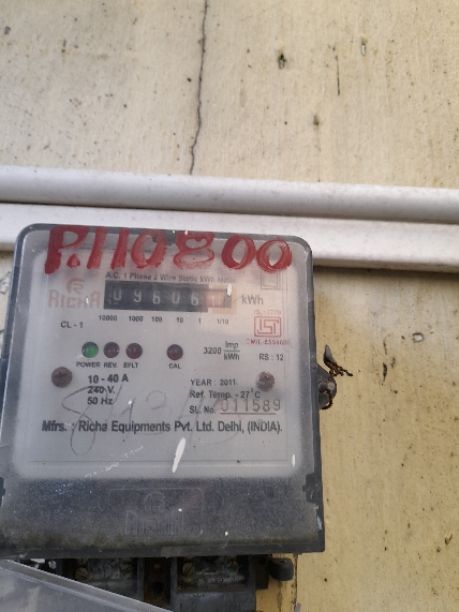 P.110800
A.C. 1 Phase 2 Wire Static kWh Meter
RICHA 09606 kWh
10000 1000 100 10 1 1/10
CL - 1
3200 Imp/kWh RS : 12
POWER REV. EFLT CAL
10 - 40 A
240 V.
50 Hz
YEAR : 2011
Ref. Temp. - 27°C
SL. No. 011589
Mfrs. : Richa Equipments Pvt. Ltd. Delhi, (INDIA).